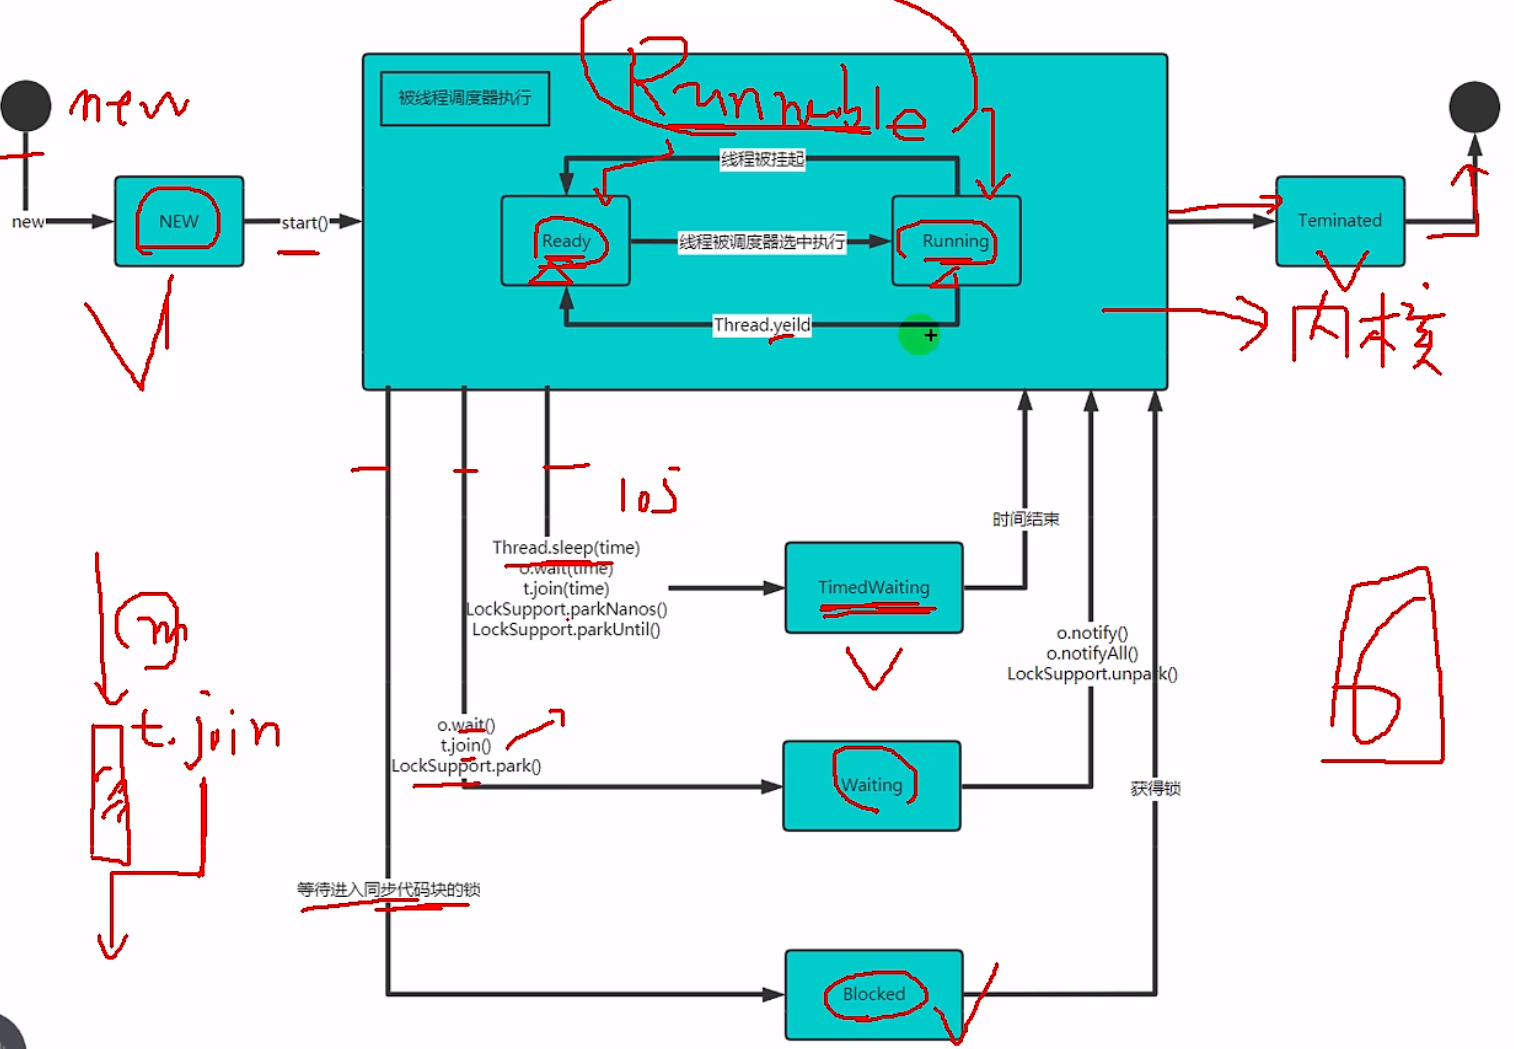 new
Runnable
被线程调度器执行
线程被挂起
new
NEW
start()
Ready
线程被调度器选中执行
Running
Teminated
Thread.yeild
内核
10s
时间结束
Thread.sleep(time)
o.wait(time)
t.join(time)
LockSupport.parkNanos()
LockSupport.parkUntil()
TimedWaiting
o.notify()
o.notifyAll()
LockSupport.unpark()
m
6
t.join
o.wait()
t.join()
LockSupport.park()
Waiting
获得锁
等待进入同步代码块的锁
Blocked